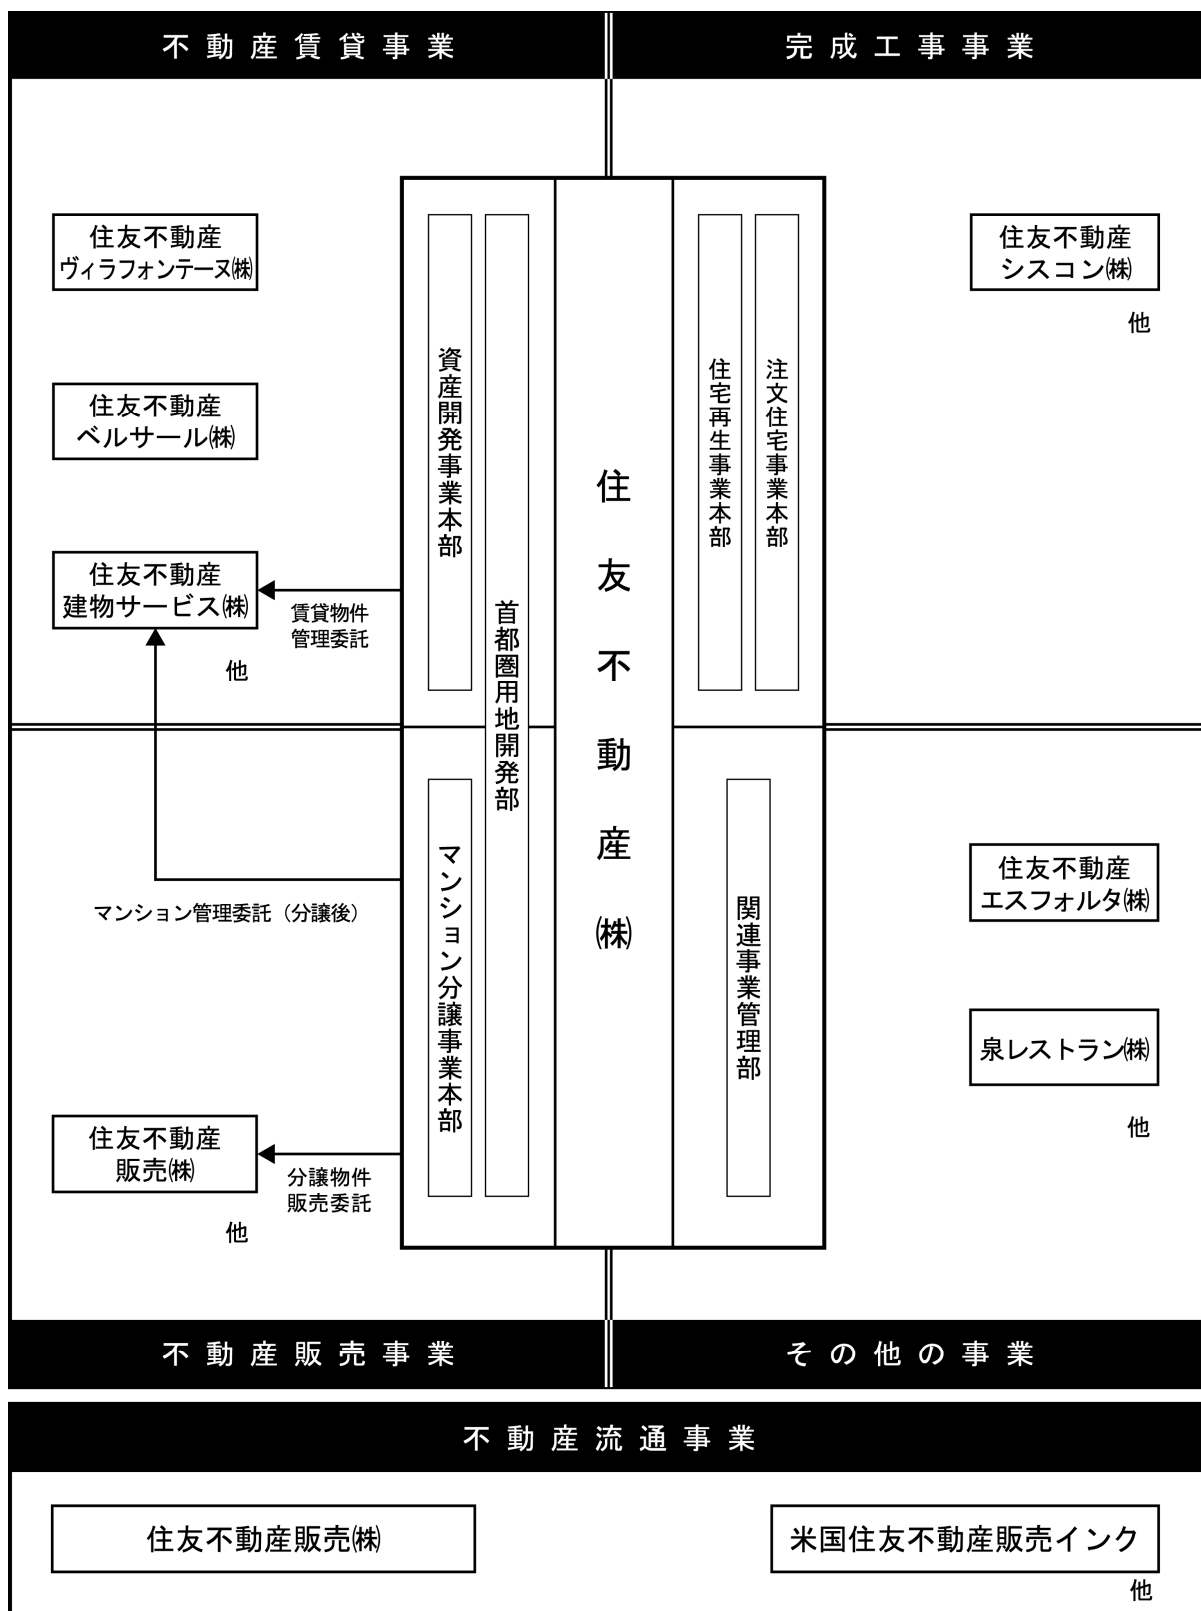 不動産賃貸事業
完成工事事業
住友不動産
ヴィラフォンテーヌ㈱
住友不動産
ベルサール㈱
住友不動産
建物サービス㈱
他
賃貸物件
管理委託
資産開発事業本部
首都圏用地開発部
住友不動産㈱
住宅再生事業本部
注文住宅事業本部
住友不動産
シスコン㈱
他
マンション管理委託（分譲後）
マンション分譲事業本部
住友不動産
販売㈱
他
分譲物件
販売委託
関連事業管理部
住友不動産
エスフォルタ㈱
泉レストラン㈱
他
不動産販売事業
その他の事業
不動産流通事業
住友不動産販売㈱
米国住友不動産販売インク
他